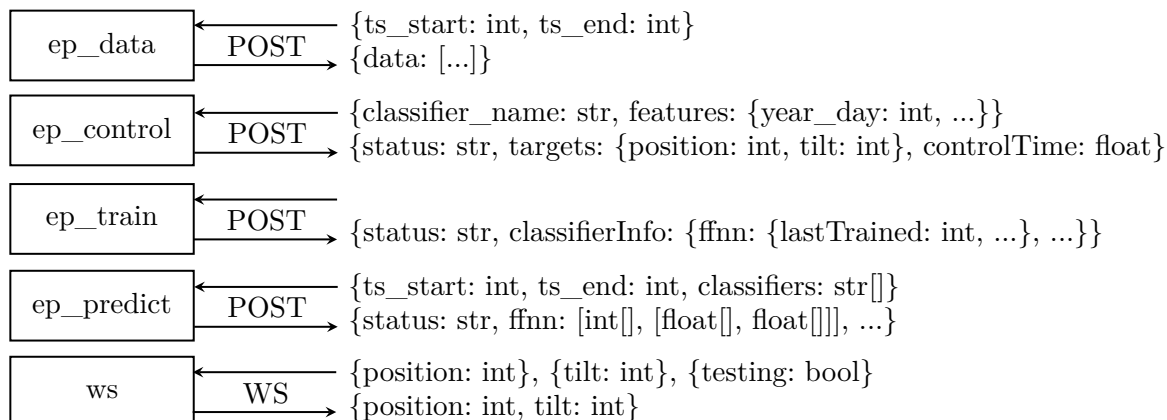 ep_data
POST
{ts_start: int, ts_end: int}
{data: [...]}
ep_control
POST
{classifier_name: str, features: {year_day: int, ...}}
{status: str, targets: {position: int, tilt: int}, controlTime: float}
ep_train
POST
{status: str, classifierInfo: {ffnn: {lastTrained: int, ...}, ...}}
ep_predict
POST
{ts_start: int, ts_end: int, classifiers: str[]}
{status: str, ffnn: [int[], [float[], float[]]], ...}
ws
WS
{position: int}, {tilt: int}, {testing: bool}
{position: int, tilt: int}